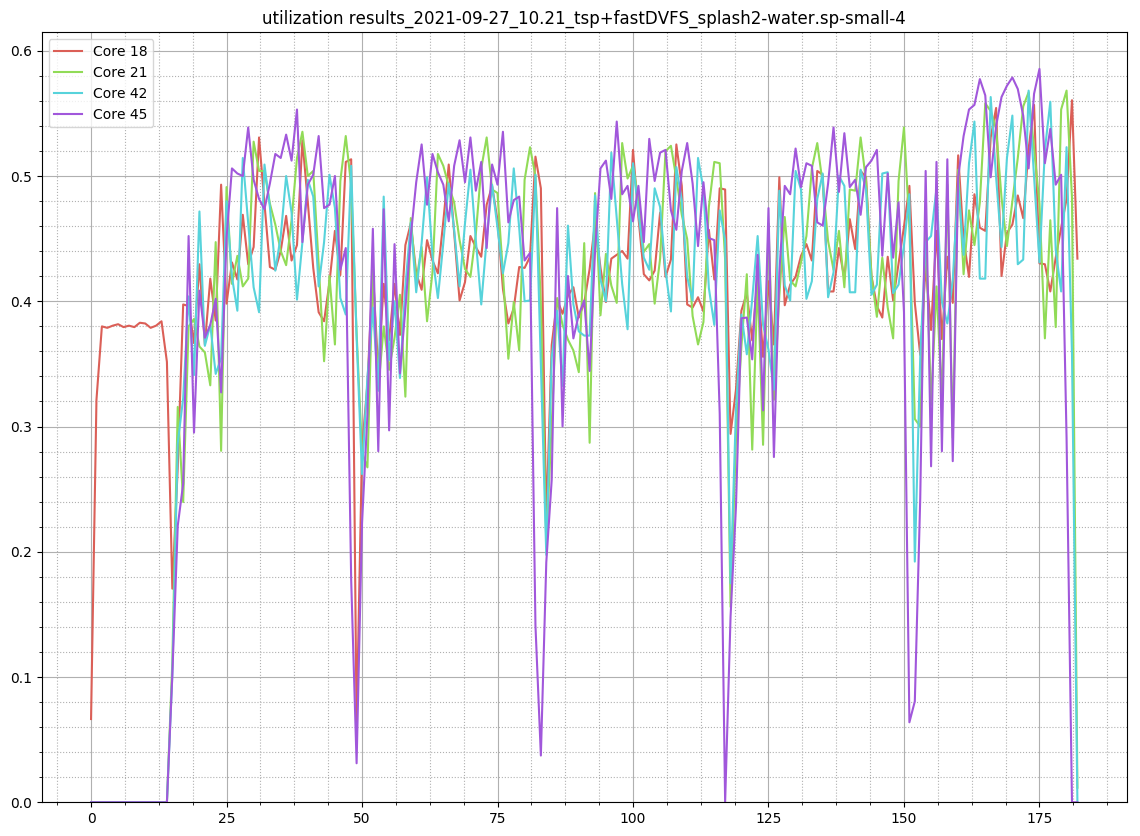 utilization results_2021-09-27_10.21_tsp+fastDVFS_splash2-water.sp-small-4
Core 18
Core 21
Core 42
Core 45
0.6
0.5
0.4
0.3
0.2
0.1
0.0
0 25 50 75 100 125 150 175